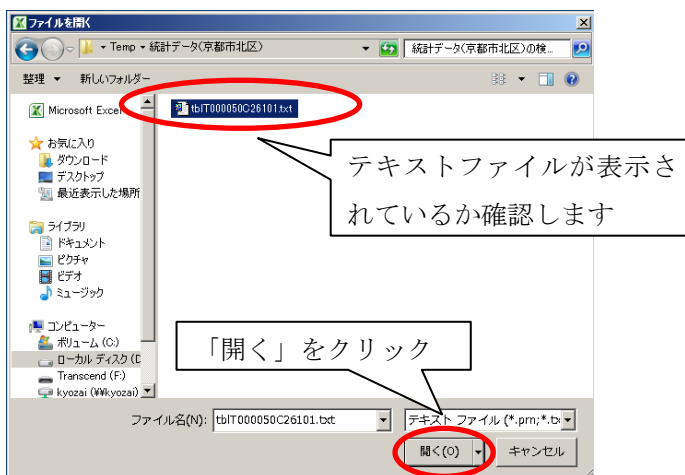 ファイルを開く
Temp 統計データ(京都市北区)
統計データ(京都市北区)の検...
整理 新しいフォルダー
Microsoft Excel
tblT000050C26101.txt
お気に入り
ダウンロード
デスクトップ
最近表示した場所
テキストファイルが表示さ
れているか確認します
ライブラリ
ドキュメント
ピクチャ
ビデオ
ミュージック
コンピューター
ボリューム (C:)
ローカル ディスク (D
Transcend (F:)
kyozai (\\kyozai)
「開く」をクリック
ファイル名(N): tblT000050C26101.txt
テキスト ファイル (*.prn;*.tx
開く(O) キャンセル